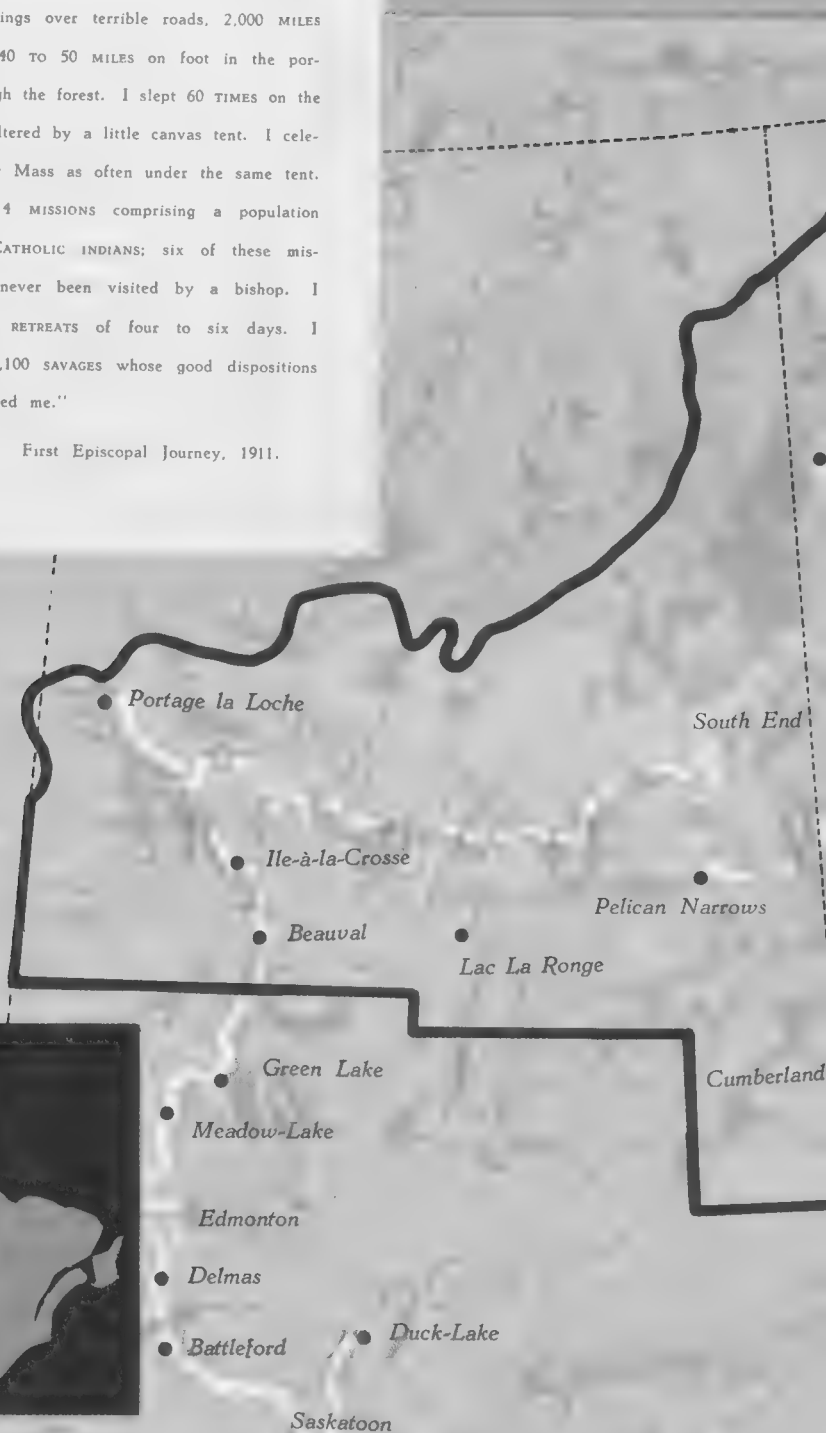 ings over terrible roads, 2,000 MILES
40 TO 50 MILES on foot in the por-
gh the forest. I slept 60 TIMES on the
ltered by a little canvas tent. I cele-
Mass as often under the same tent.
4 MISSIONS comprising a population
CATHOLIC INDIANS; six of these mis-
never been visited by a bishop. I
RETREATS of four to six days. I
,100 SAVAGES whose good dispositions
ed me."
First Episcopal Journey, 1911.
Portage la Loche
South End
Ile-à-la-Crosse
Pelican Narrows
Beauval
Lac La Ronge
Green Lake
Cumberland
Meadow-Lake
Edmonton
Delmas
Duck-Lake
Battleford
Saskatoon